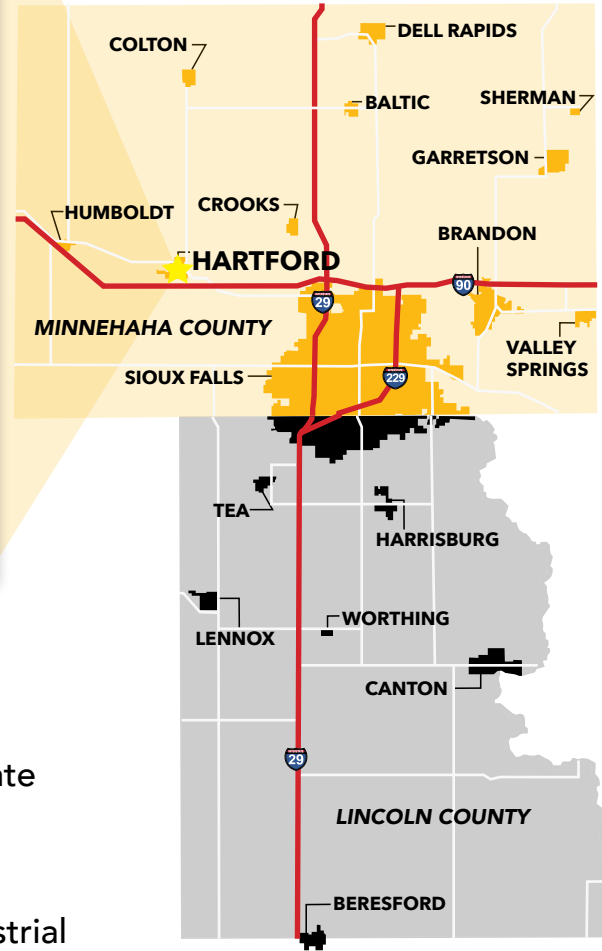 COLTON
DELL RAPIDS
BALTIC
SHERMAN
GARRETSON
HUMBOLDT
CROOKS
BRANDON
HARTFORD
90
29
MINNEHAHA COUNTY
VALLEY
SPRINGS
SIOUX FALLS
229
TEA
HARRISBURG
LENNOX
WORTHING
CANTON
29
LINCOLN COUNTY
BERESFORD